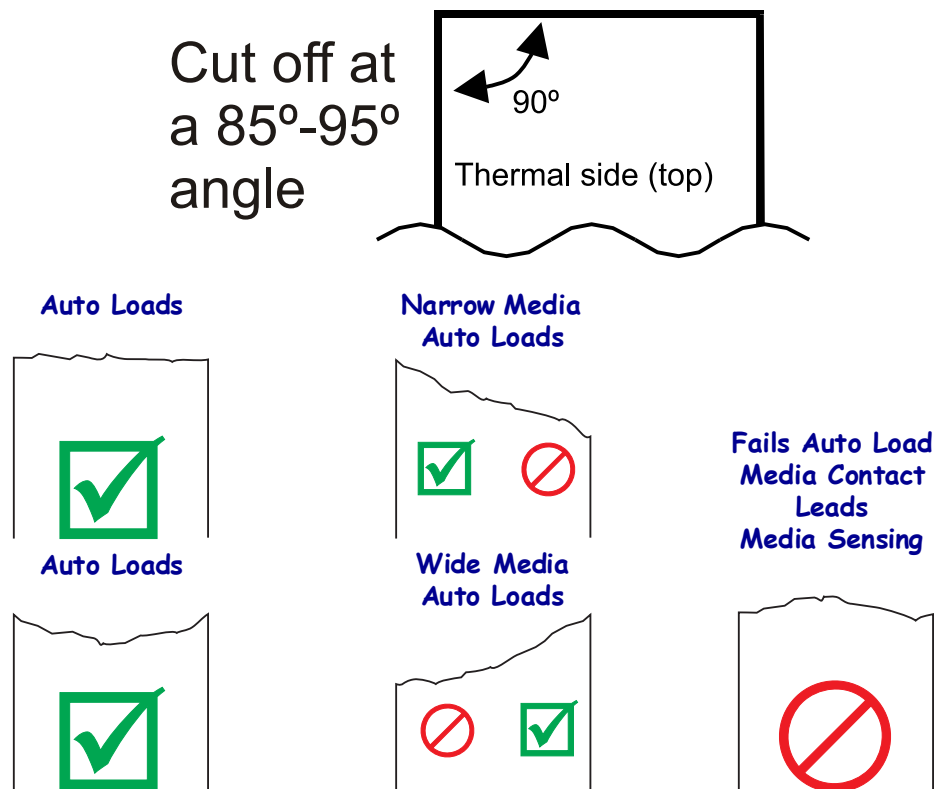 Cut off at
a 85º-95º
angle
90º
Thermal side (top)
Auto Loads
Narrow Media
Auto Loads
Fails Auto Load
Media Contact
Leads
Media Sensing
Auto Loads
Wide Media
Auto Loads